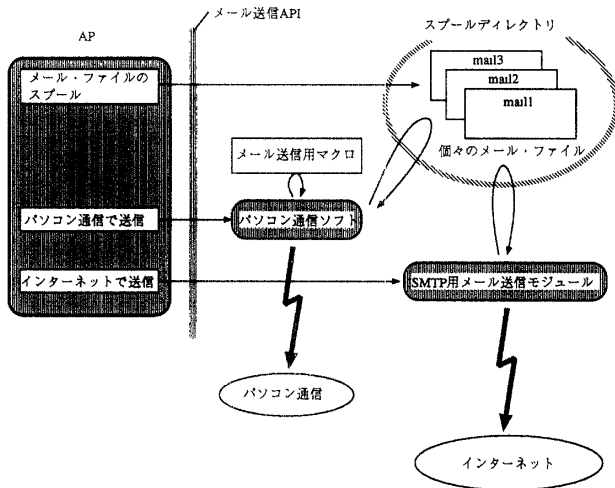 メール送信API
AP
スプールディレクトリ
メール・ファイルの
スプール
mail3
mail2
mail1
個々のメール・ファイル
メール送信用マクロ
パソコン通信で送信
パソコン通信ソフト
インターネットで送信
SMTP用メール送信モジュール
パソコン通信
インターネット